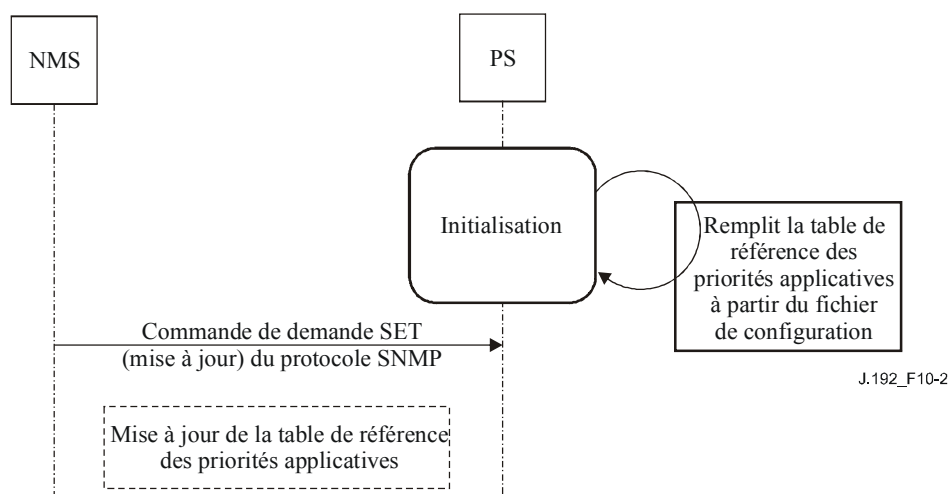 NMS
PS
Initialisation
Remplit la table de
référence des
priorités applicatives
à partir du fichier
de configuration
Commande de demande SET
(mise à jour) du protocole SNMP
J.192_F10-2
Mise à jour de la table de référence
des priorités applicatives